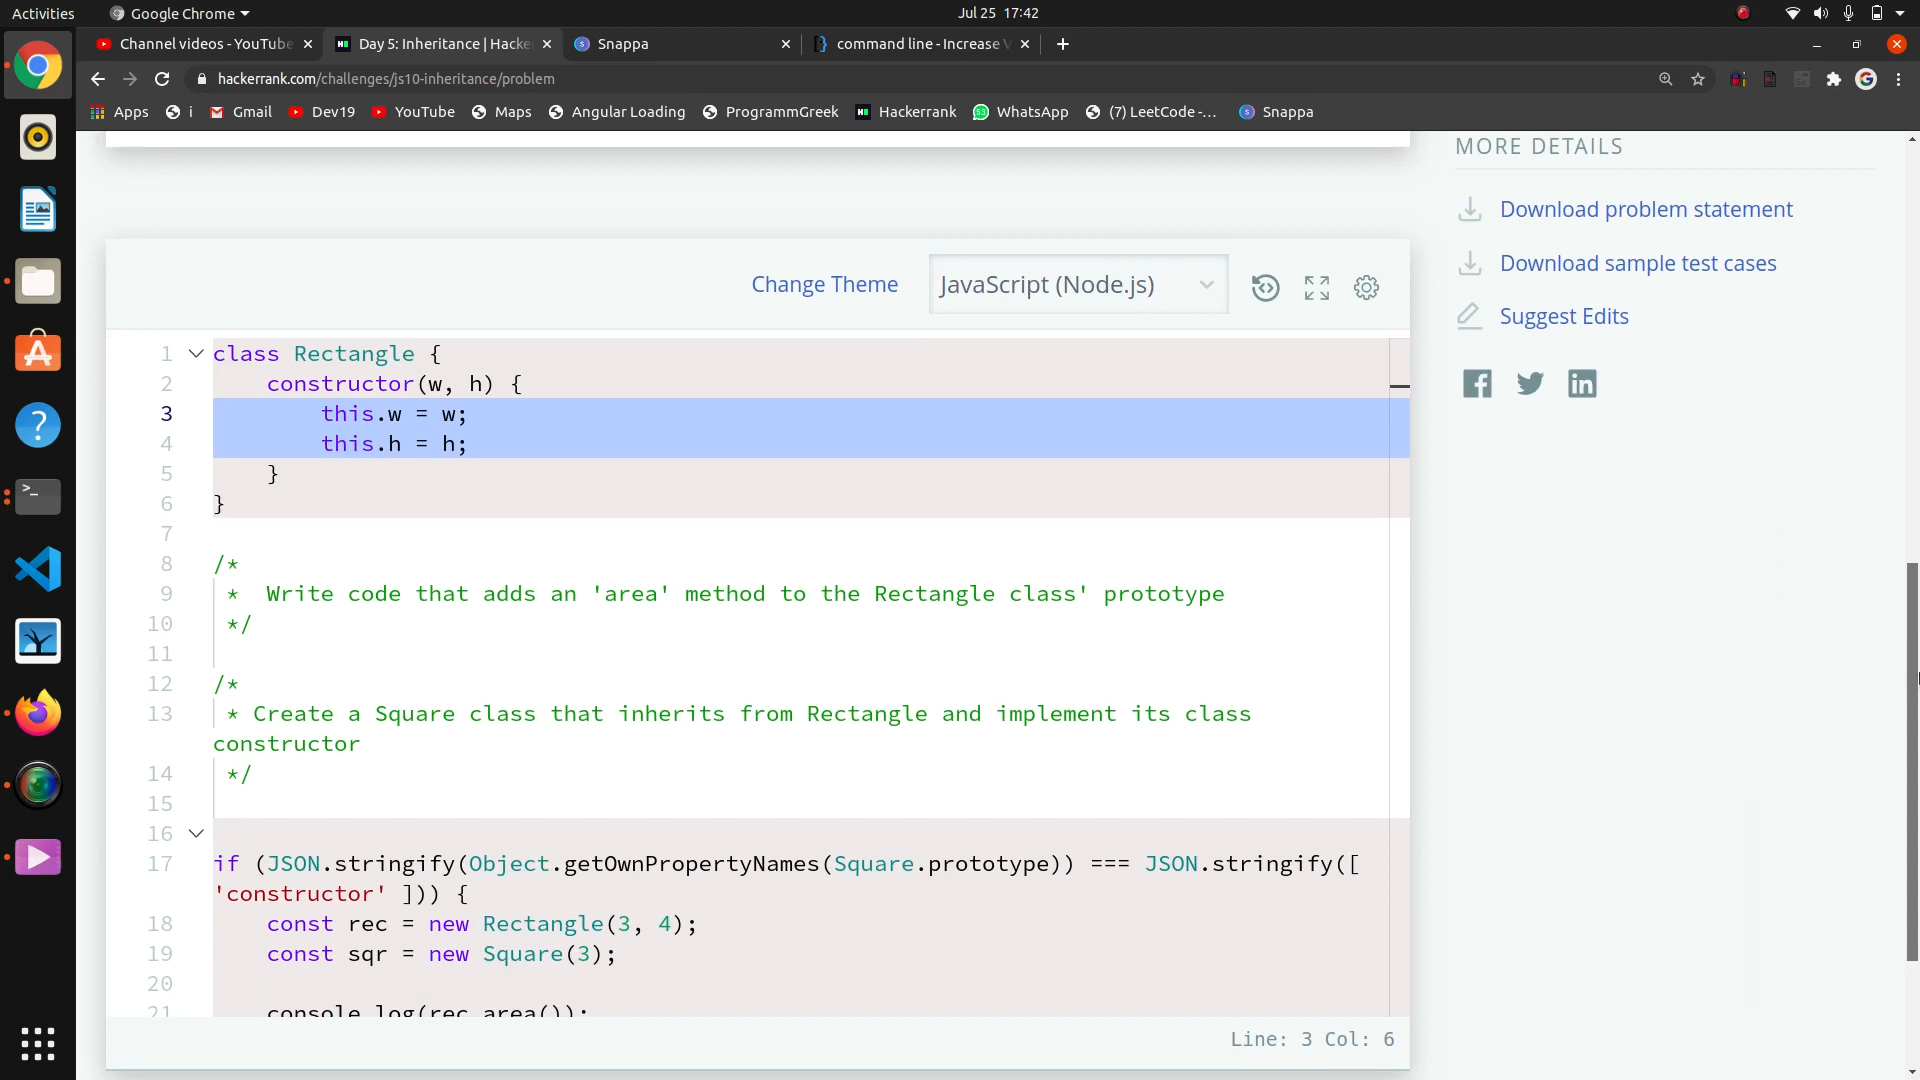 Activities
Google Chrome
Jul 25 17:42
Channel videos - YouTube
Day 5: Inheritance | Hacke
Snappa
command line - Increase V
hackerrank.com/challenges/js10-inheritance/problem
Apps
i
Gmail
Dev19
YouTube
Maps
Angular Loading
ProgrammGreek
Hackerrank
WhatsApp
(7) LeetCode -...
Snappa
MORE DETAILS
Download problem statement
Download sample test cases
Suggest Edits
Change Theme
JavaScript (Node.js)
1 class Rectangle {
2 constructor(w, h) {
3 this.w = w;
4 this.h = h;
5 }
6 }
7
8 /*
9 * Write code that adds an 'area' method to the Rectangle class' prototype
10 */
11
12 /*
13 * Create a Square class that inherits from Rectangle and implement its class
constructor
14 */
15
16
17 if (JSON.stringify(Object.getOwnPropertyNames(Square.prototype)) === JSON.stringify([
'constructor' ])) {
18 const rec = new Rectangle(3, 4);
19 const sqr = new Square(3);
20
21 console.log(rec.area());
Line: 3 Col: 6